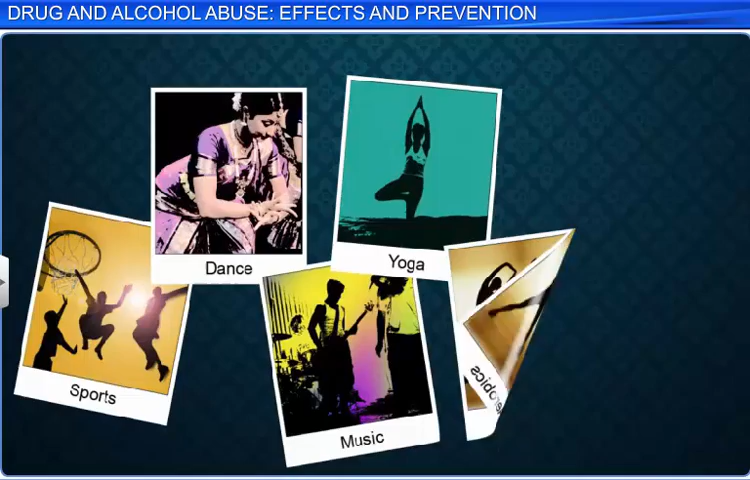 DRUG AND ALCOHOL ABUSE: EFFECTS AND PREVENTION
Dance
Yoga
Sports
Music